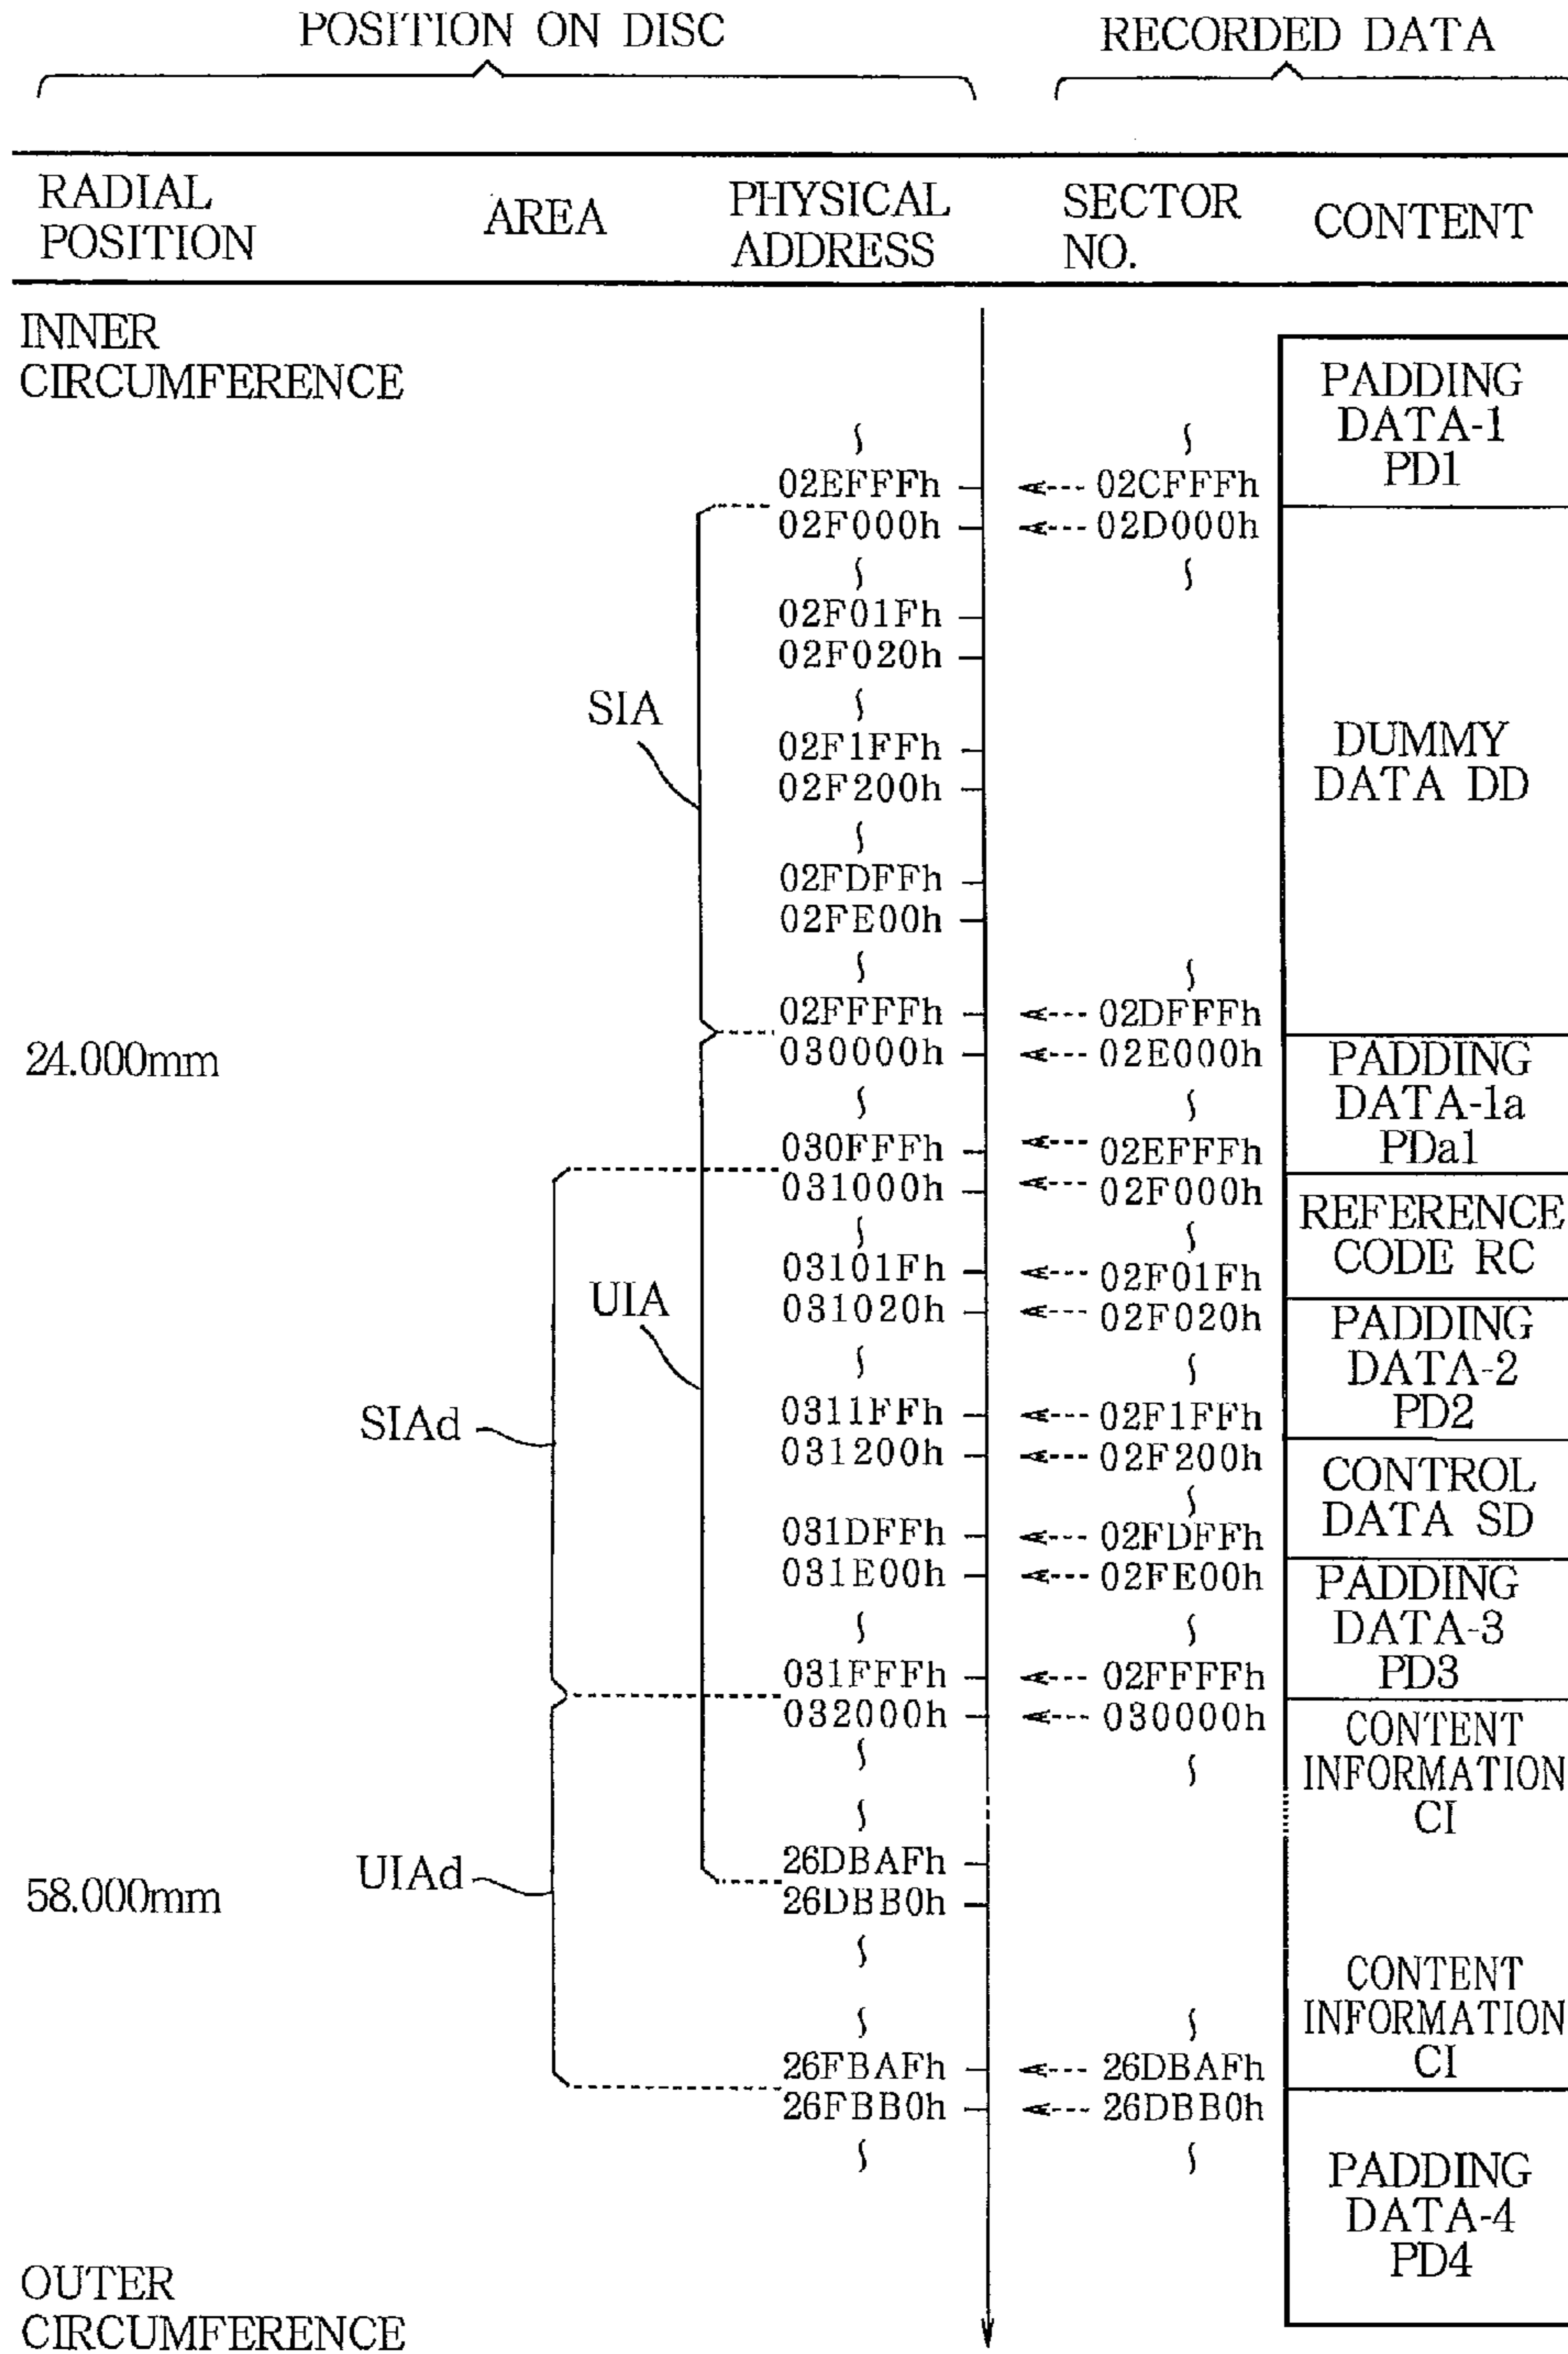 POSITION ON DISC RECORDED DATA
RADIAL POSITION AREA PHYSICAL ADDRESS SECTOR NO. CONTENT
INNER
CIRCUMFERENCE
PADDING
DATA-1
PD1
02EFFFh 02CFFFh
02F000h 02D000h
02F01Fh
02F020h
SIA
02F1FFh
02F200h
DUMMY
DATA DD
02FDFFh
02FE00h
02FFFFh 02DFFFh
24.000mm 030000h 02E000h
PADDING
DATA-1a
PDa1
030FFFh 02EFFFh
031000h 02F000h
REFERENCE
CODE RC
03101Fh 02F01Fh
UIA
031020h 02F020h
PADDING
DATA-2
PD2
0311FFh 02F1FFh
SIAd
031200h 02F200h
CONTROL
DATA SD
031DFFh 02FDFFh
031E00h 02FE00h
PADDING
DATA-3
PD3
031FFFh 02FFFFh
032000h 030000h
CONTENT
INFORMATION
CI
26DBAFh
UIAd
58.000mm 26DBB0h
CONTENT
INFORMATION
CI
26FBAFh 26DBAFh
26FBB0h 26DBB0h
PADDING
DATA-4
PD4
OUTER
CIRCUMFERENCE